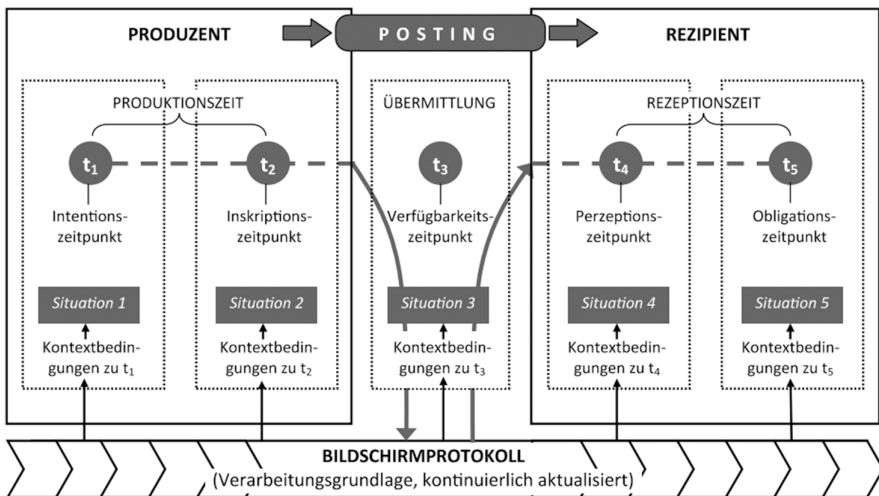 PRODUZENT
POSTING
REZIPIENT
PRODUKTIONSZEIT
ÜBERMITTLUNG
REZEPTIONSZEIT
t1
t2
t3
t4
t5
Intentions-
zeitpunkt
Inskriptions-
zeitpunkt
Verfügbarkeits-
zeitpunkt
Perzeptions-
zeitpunkt
Obligations-
zeitpunkt
Situation 1
Situation 2
Situation 3
Situation 4
Situation 5
Kontextbedin-
gungen zu t1
Kontextbedin-
gungen zu t2
Kontextbedin-
gungen zu t3
Kontextbedin-
gungen zu t4
Kontextbedin-
gungen zu t5
BILDSCHIRMPROTOKOLL
(Verarbeitungsgrundlage, kontinuierlich aktualisiert)